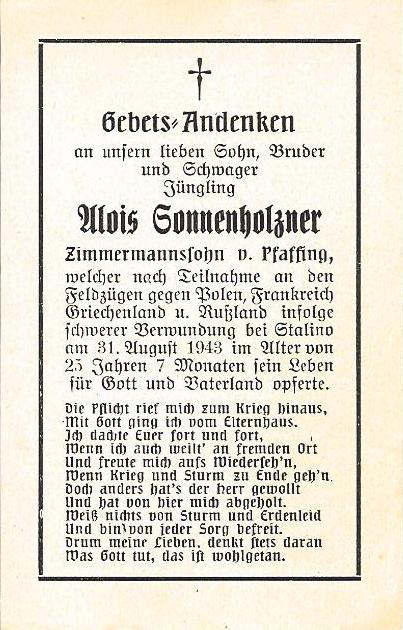 Gebets-Andenken
an unsern lieben Sohn, Bruder
und Schwager
Jüngling
Alois Sonnenholzner
Zimmermannssohn v. Pfaffing,
welcher nach Teilnahme an den
Feldzügen gegen Polen, Frankreich
Griechenland u. Rußland infolge
schwerer Verwundung bei Stalino
am 31. August 1943 im Alter von
25 Jahren 7 Monaten sein Leben
für Gott und Vaterland opferte.
Die Pflicht rief mich zum Krieg hinaus,
Mit Gott ging ich vom Elternhaus.
Ich dachte Euer fort und fort,
Wenn ich auch weilt' an fremden Ort
Und freute mich aufs Wiederseh'n,
Wenn Krieg und Sturm zu Ende geh'n.
Doch anders hat's der Herr gewollt
Und hat von hier mich abgeholt.
Weiß nichts von Sturm und Erdenleid
Und bin von jeder Sorg befreit.
Drum meine Lieben, denkt stets daran
Was Gott tut, das ist wohlgetan.